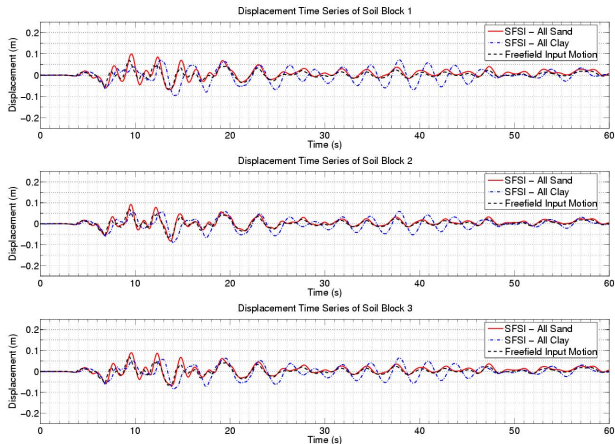 Displacement Time Series of Soil Block 1
Displacement (m)
0.2
0.1
0
−0.1
−0.2
SFSI − All Sand
SFSI − All Clay
Freefield Input Motion
0 10 20 30 40 50 60
Time (s)
Displacement Time Series of Soil Block 2
Displacement (m)
0.2
0.1
0
−0.1
−0.2
SFSI − All Sand
SFSI − All Clay
Freefield Input Motion
0 10 20 30 40 50 60
Time (s)
Displacement Time Series of Soil Block 3
Displacement (m)
0.2
0.1
0
−0.1
−0.2
SFSI − All Sand
SFSI − All Clay
Freefield Input Motion
0 10 20 30 40 50 60
Time (s)